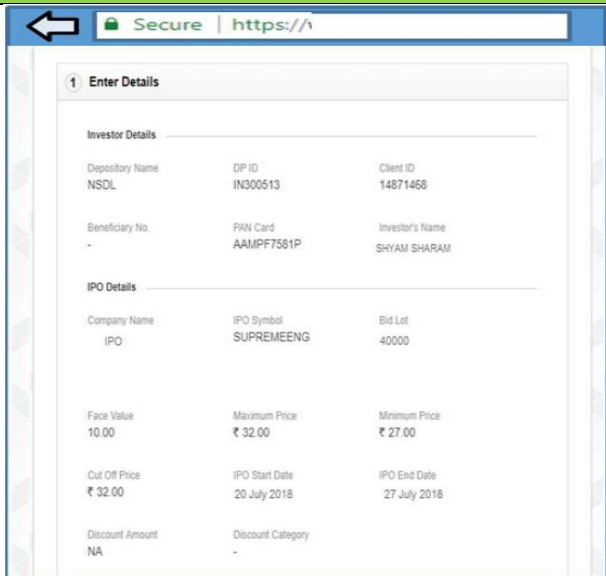 Secure | https://
1 Enter Details
Investor Details
Depository Name DP ID Client ID
NSDL IN300513 14871468
Beneficiary No. PAN Card Investor's Name
- AAMPF7581P SHYAM SHARAM
IPO Details
Company Name IPO Symbol Bid Lot
IPO SUPREMEENG 40000
Face Value Maximum Price Minimum Price
10.00 ₹ 32.00 ₹ 27.00
Cut Off Price IPO Start Date IPO End Date
₹ 32.00 20 July 2018 27 July 2018
Discount Amount Discount Category
NA -